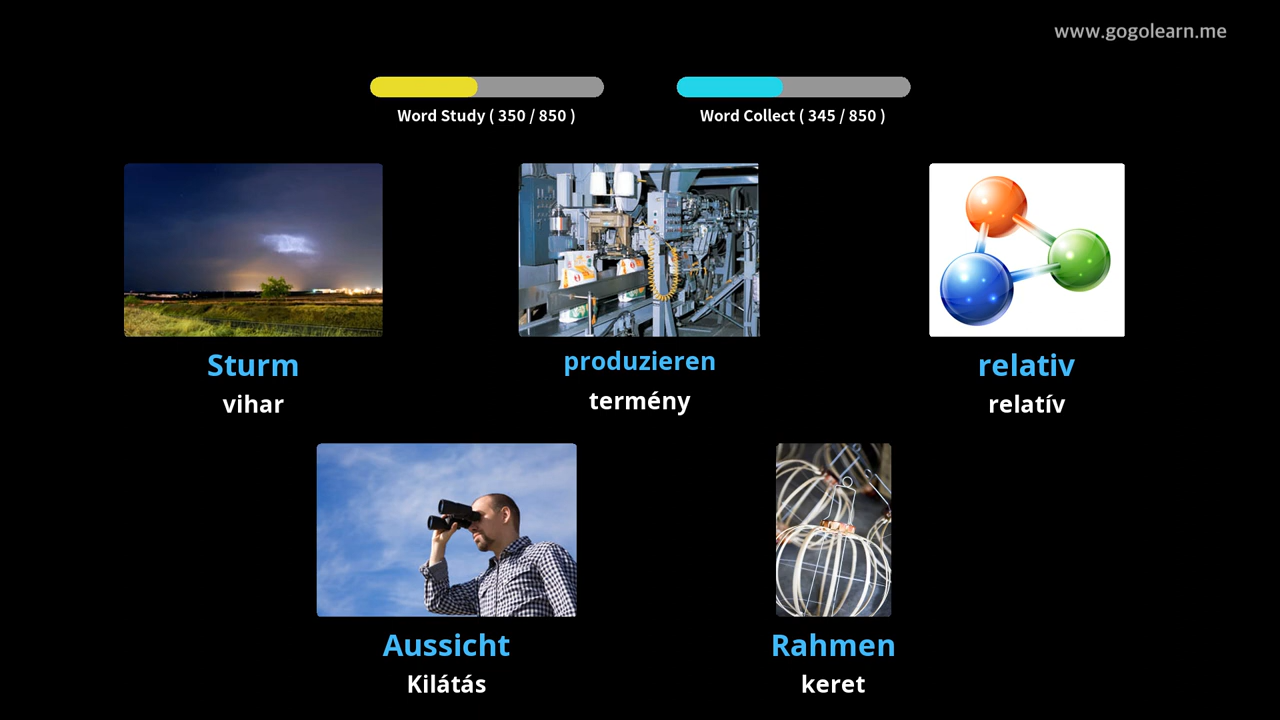 www.gogolearn.me
Word Study ( 350 / 850 )
Word Collect ( 345 / 850 )
Sturm
vihar
produzieren
termény
relativ
relatív
Aussicht
Kilátás
Rahmen
keret